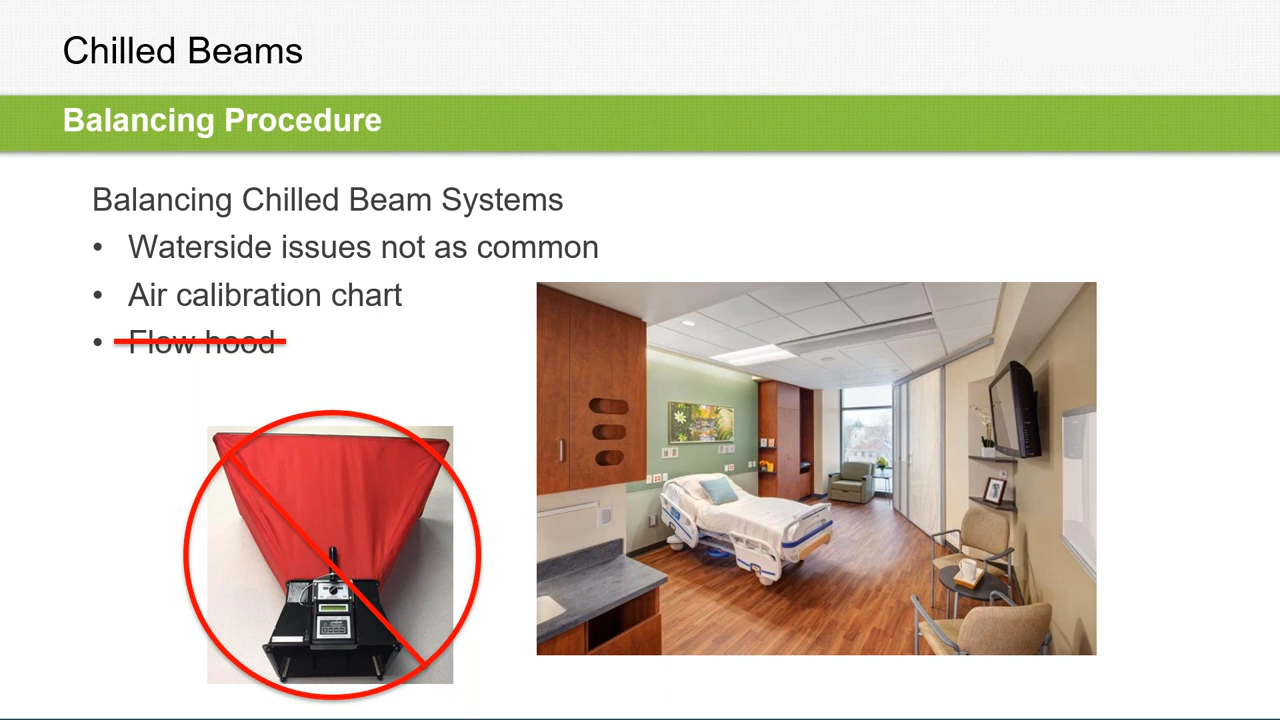 Chilled Beams
Balancing Procedure
Balancing Chilled Beam Systems
• Waterside issues not as common
• Air calibration chart
• Flow hood